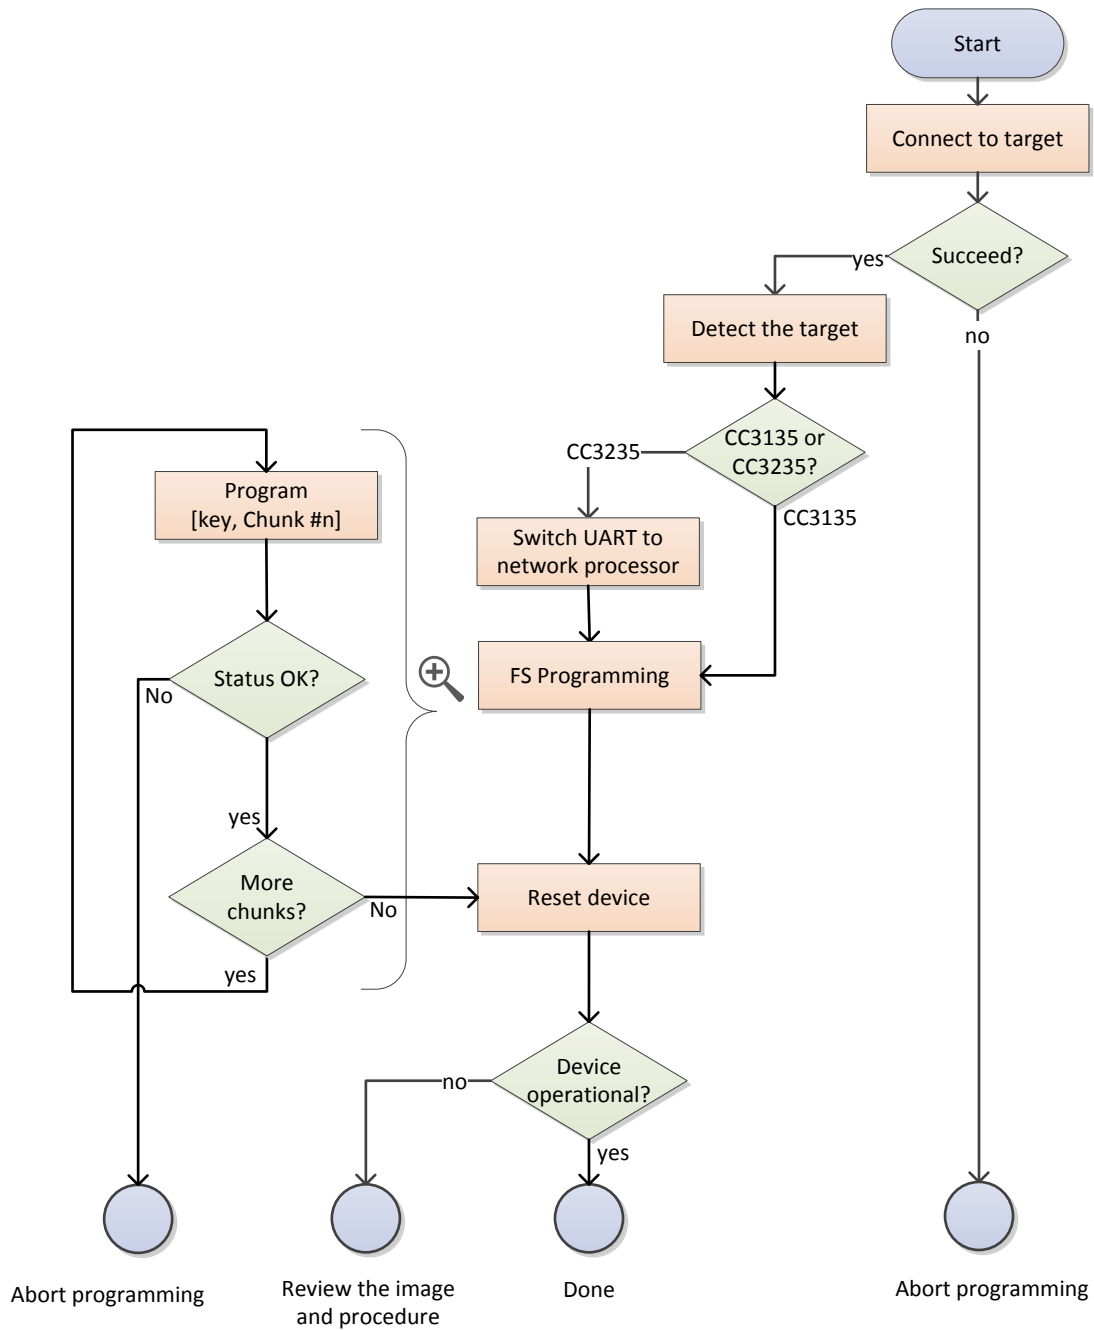 Start
Connect to target
Succeed?
yes
no
Detect the target
CC3135 or
CC3235?
CC3235
CC3135
Switch UART to
network processor
FS Programming
Program
[key, Chunk #n]
Status OK?
No
yes
More
chunks?
No
yes
Reset device
Device
operational?
no
yes
Abort programming
Review the image
and procedure
Done
Abort programming